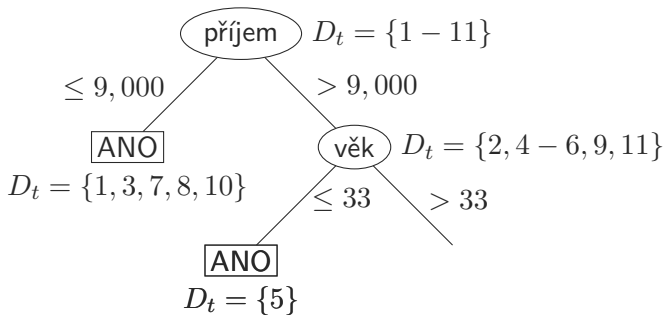 příjem D_t = {1 − 11}
≤ 9, 000 > 9, 000
ANO věk D_t = {2, 4 − 6, 9, 11}
D_t = {1, 3, 7, 8, 10} ≤ 33 > 33
ANO
D_t = {5}